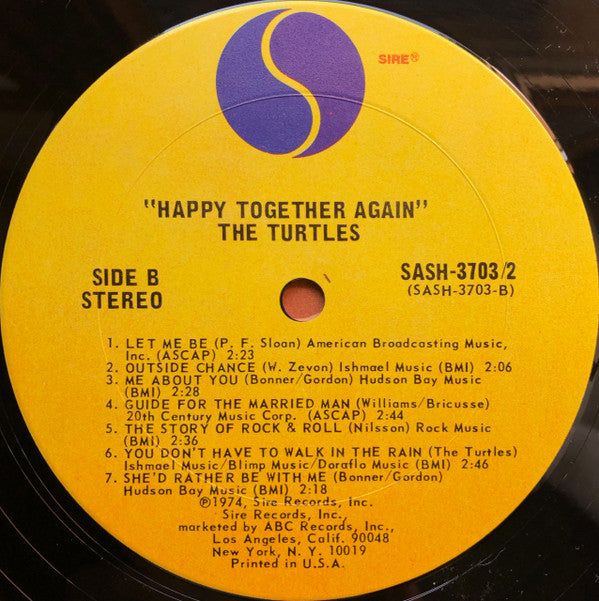 SIRE®
"HAPPY TOGETHER AGAIN"
THE TURTLES
SIDE B
STEREO
SASH-3703/2
(SASH-3703-B)
1. LET ME BE (P. F. Sloan) American Broadcasting Music,
Inc. (ASCAP) 2:23
2. OUTSIDE CHANCE (W. Zevon) Ishmael Music (BMI) 2:06
3. ME ABOUT YOU (Bonner/Gordon) Hudson Bay Music
(BMI) 2:28
4. GUIDE FOR THE MARRIED MAN (Williams/Bricusse)
20th Century Music Corp. (ASCAP) 2:44
5. THE STORY OF ROCK & ROLL (Nilsson) Rock Music
(BMI) 2:36
6. YOU DON'T HAVE TO WALK IN THE RAIN (The Turtles)
Ishmael Music/Blimp Music/Doraflo Music (BMI) 2:46
7. SHE'D RATHER BE WITH ME (Bonner/Gordon)
Hudson Bay Music (BMI) 2:18
℗1974, Sire Records, Inc.
Sire Records, Inc.,
marketed by ABC Records, Inc.,
Los Angeles, Calif. 90048
New York, N. Y. 10019
Printed in U.S.A.